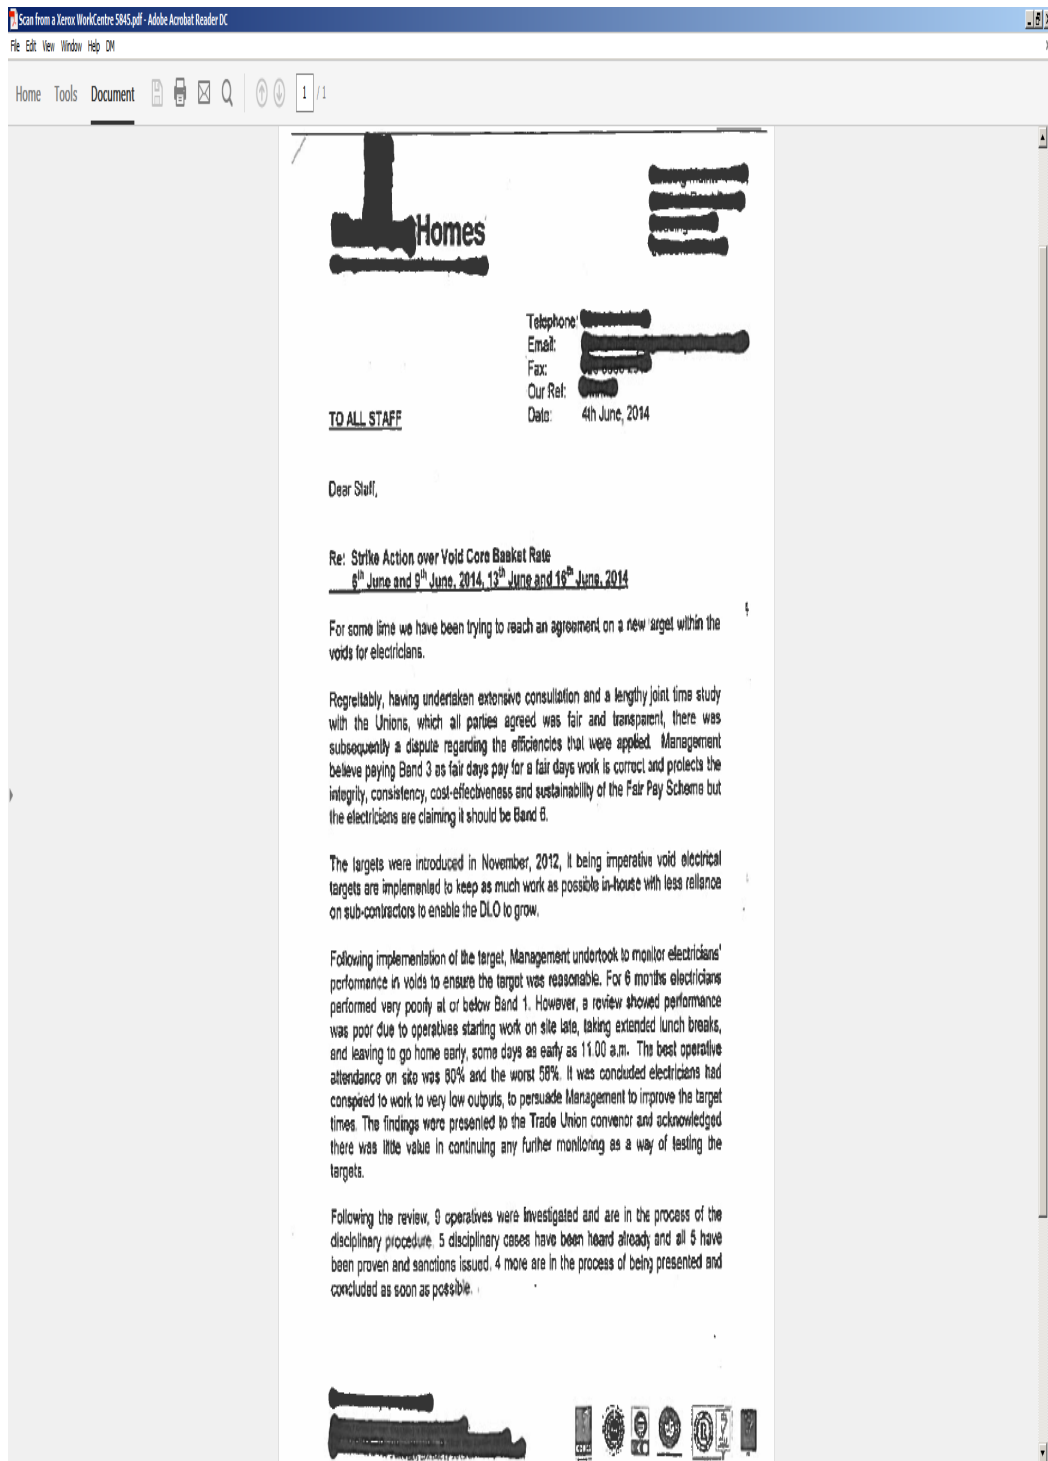 Scan from a Xerox WorkCentre 5845.pdf - Adobe Acrobat Reader DC
File Edit View Window Help DM
Home Tools Document 1 / 1
Homes
Telephone:
Email:
Fax:
Our Ref:
Date: 4th June, 2014
TO ALL STAFF
Dear Staff,
Re: Strike Action over Void Core Basket Rate
6th June and 9th June, 2014, 13th June and 16th June, 2014
For some time we have been trying to reach an agreement on a new target within the
voids for electricians.
Regrettably, having undertaken extensive consultation and a lengthy joint time study
with the Unions, which all parties agreed was fair and transparent, there was
subsequently a dispute regarding the efficiencies that were applied. Management
believe paying Band 3 as fair days pay for a fair days work is correct and protects the
integrity, consistency, cost-effectiveness and sustainability of the Fair Pay Scheme but
the electricians are claiming it should be Band 6.
The targets were introduced in November, 2012, it being imperative void electrical
targets are implemented to keep as much work as possible in-house with less reliance
on sub-contractors to enable the DLO to grow.
Following implementation of the target, Management undertook to monitor electricians'
performance in voids to ensure the target was reasonable. For 6 months electricians
performed very poorly at or below Band 1. However, a review showed performance
was poor due to operatives starting work on site late, taking extended lunch breaks,
and leaving to go home early, some days as early as 11.00 a.m. The best operative
attendance on site was 80% and the worst 58%. It was concluded electricians had
conspired to work to very low outputs, to persuade Management to improve the target
times. The findings were presented to the Trade Union convenor and acknowledged
there was little value in continuing any further monitoring as a way of testing the
targets.
Following the review, 9 operatives were investigated and are in the process of the
disciplinary procedure. 5 disciplinary cases have been heard already and all 5 have
been proven and sanctions issued. 4 more are in the process of being presented and
concluded as soon as possible.